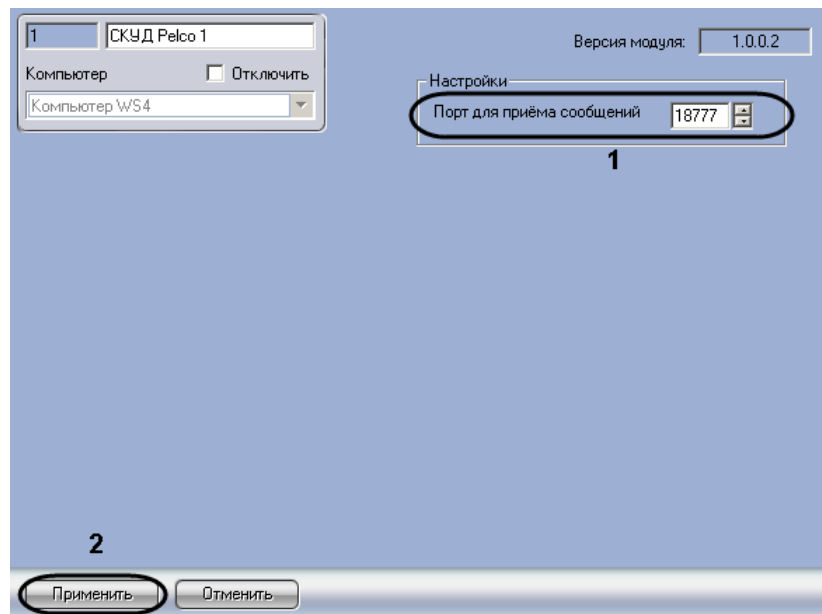 1 СКУД Pelco 1
Компьютер Отключить
Компьютер WS4
Версия модуля: 1.0.0.2
Настройки
Порт для приёма сообщений 18777
1
2
Применить Отменить